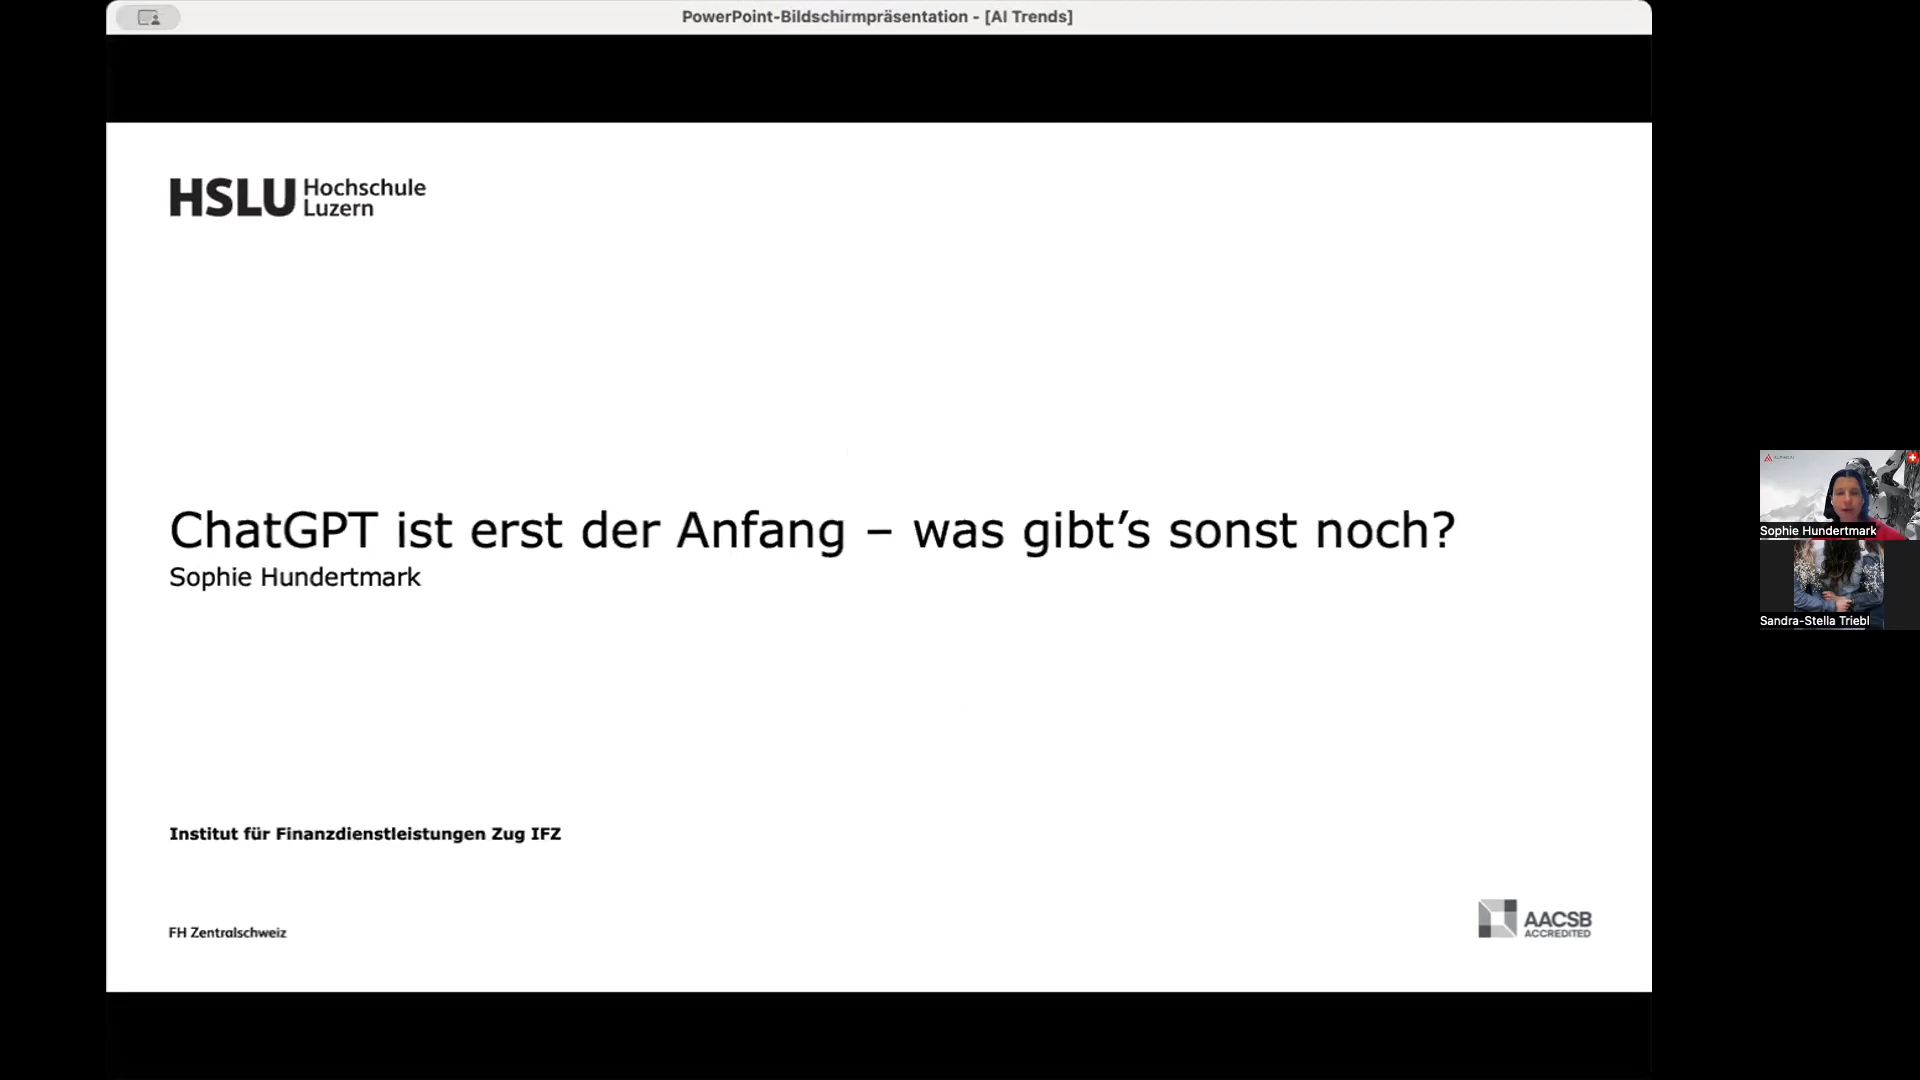 PowerPoint-Bildschirmpräsentation - [AI Trends]
HSLU Hochschule
Luzern
ChatGPT ist erst der Anfang – was gibt’s sonst noch?
Sophie Hundertmark
Institut für Finanzdienstleistungen Zug IFZ
FH Zentralschweiz
AACSB
ACCREDITED
Sophie Hundertmark
Sandra-Stella Triebl